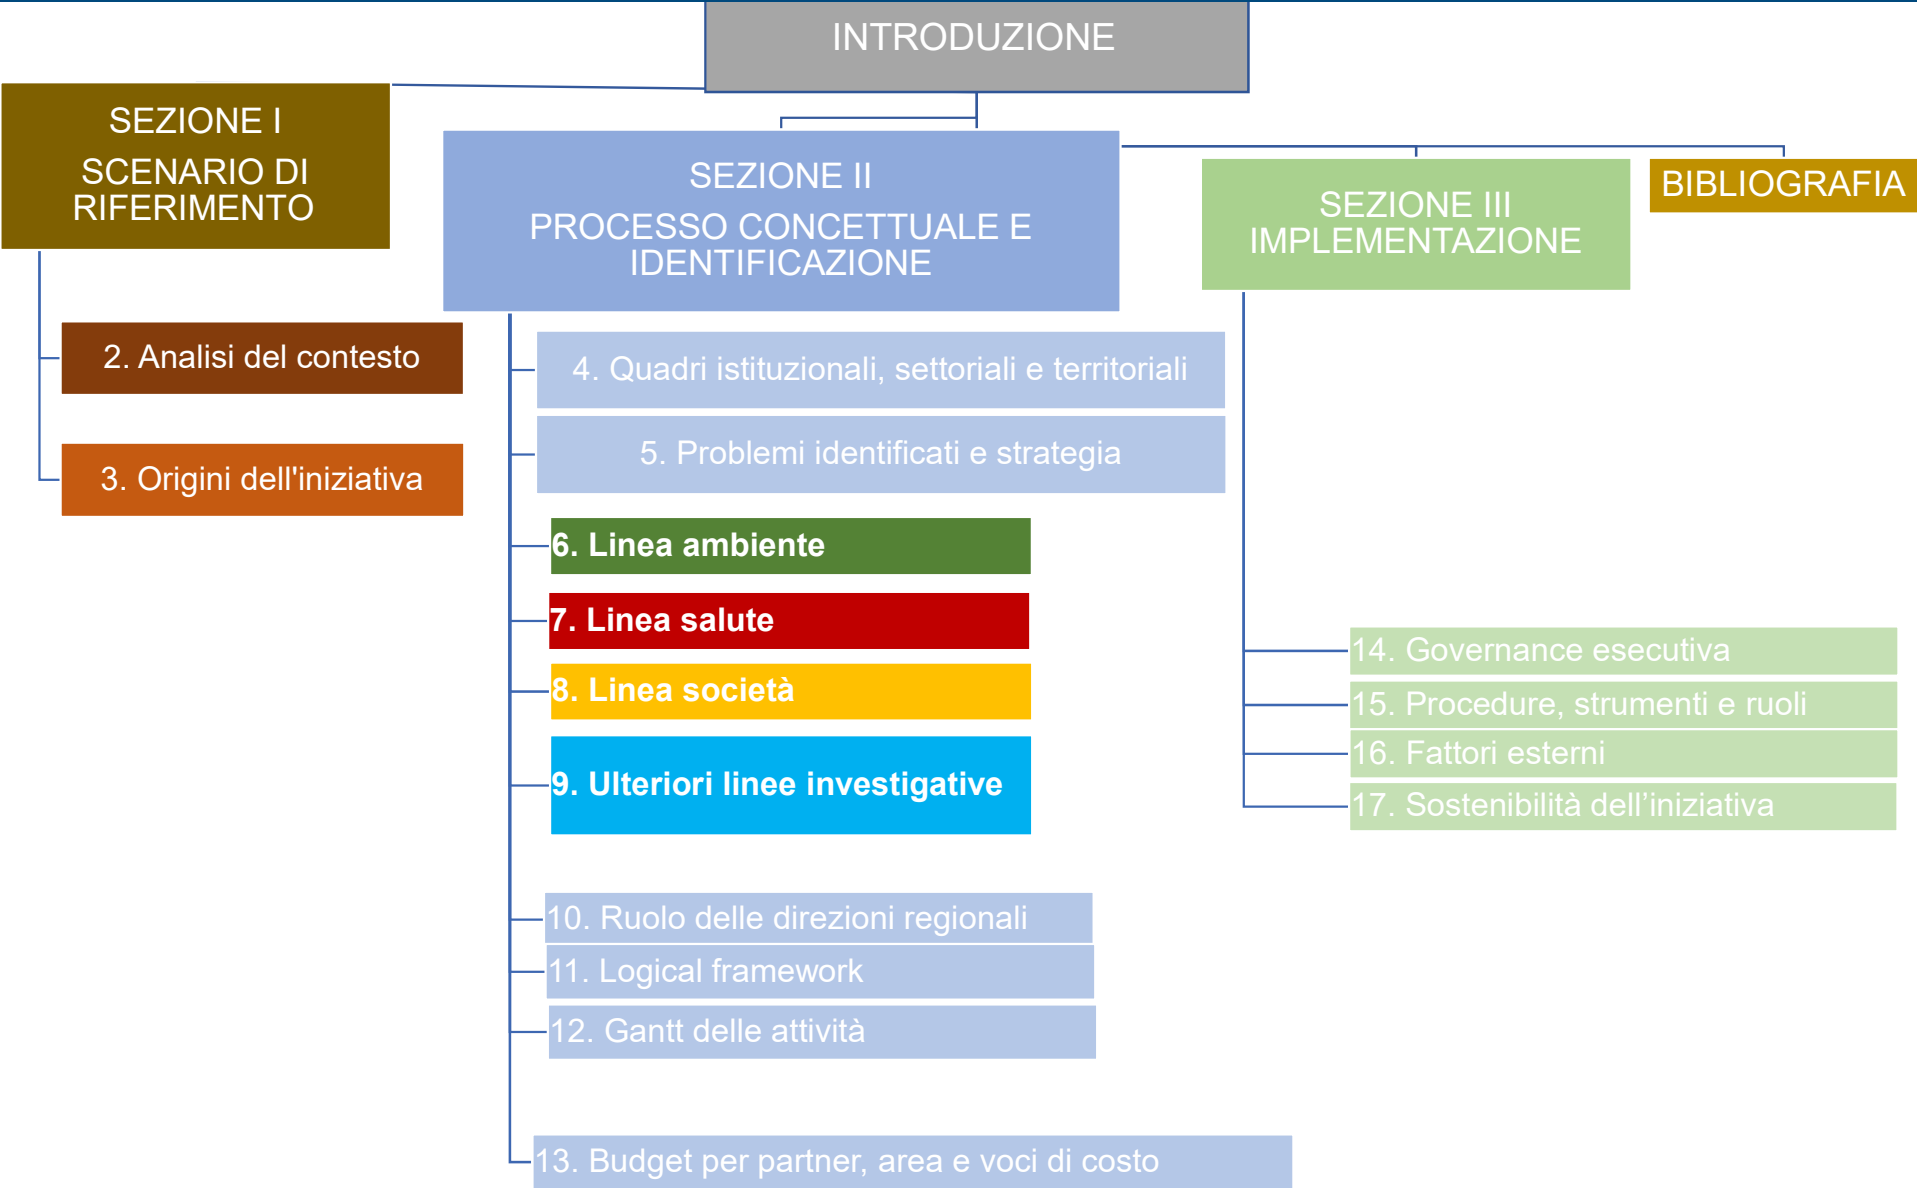 INTRODUZIONE
SEZIONE I
SCENARIO DI
RIFERIMENTO
2. Analisi del contesto
3. Origini dell'iniziativa
SEZIONE II
PROCESSO CONCETTUALE E
IDENTIFICAZIONE
4. Quadri istituzionali, settoriali e territoriali
5. Problemi identificati e strategia
6. Linea ambiente
7. Linea salute
8. Linea società
9. Ulteriori linee investigative
10. Ruolo delle direzioni regionali
11. Logical framework
12. Gantt delle attività
13. Budget per partner, area e voci di costo
SEZIONE III
IMPLEMENTAZIONE
14. Governance esecutiva
15. Procedure, strumenti e ruoli
16. Fattori esterni
17. Sostenibilità dell’iniziativa
BIBLIOGRAFIA